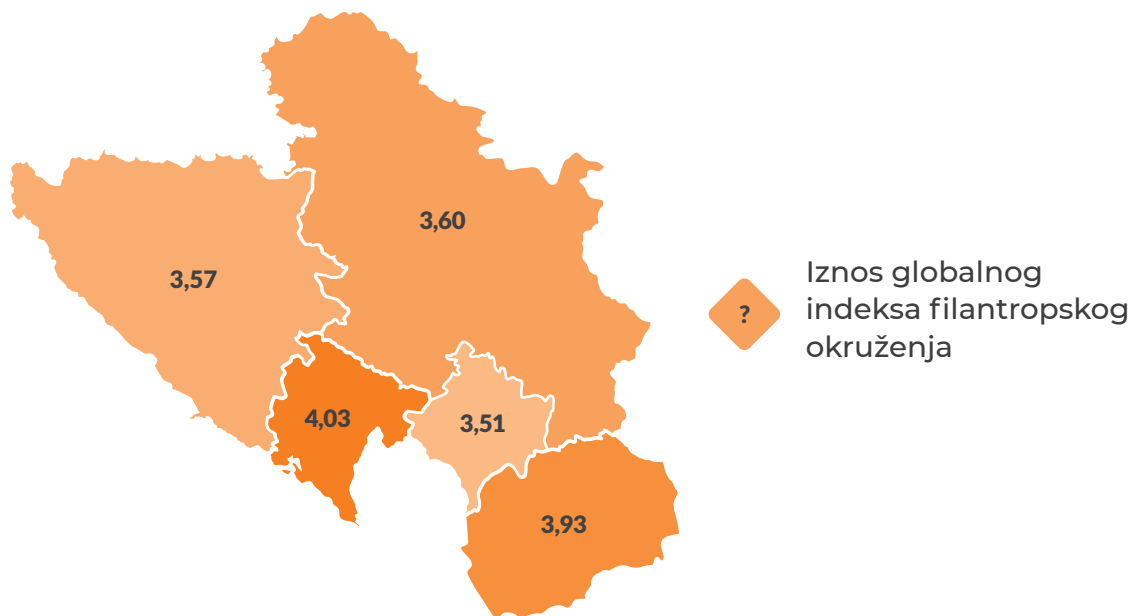 3,60
3,57
4,03
3,51
3,93
?
Iznos globalnog
indeksa filantropskog
okruženja